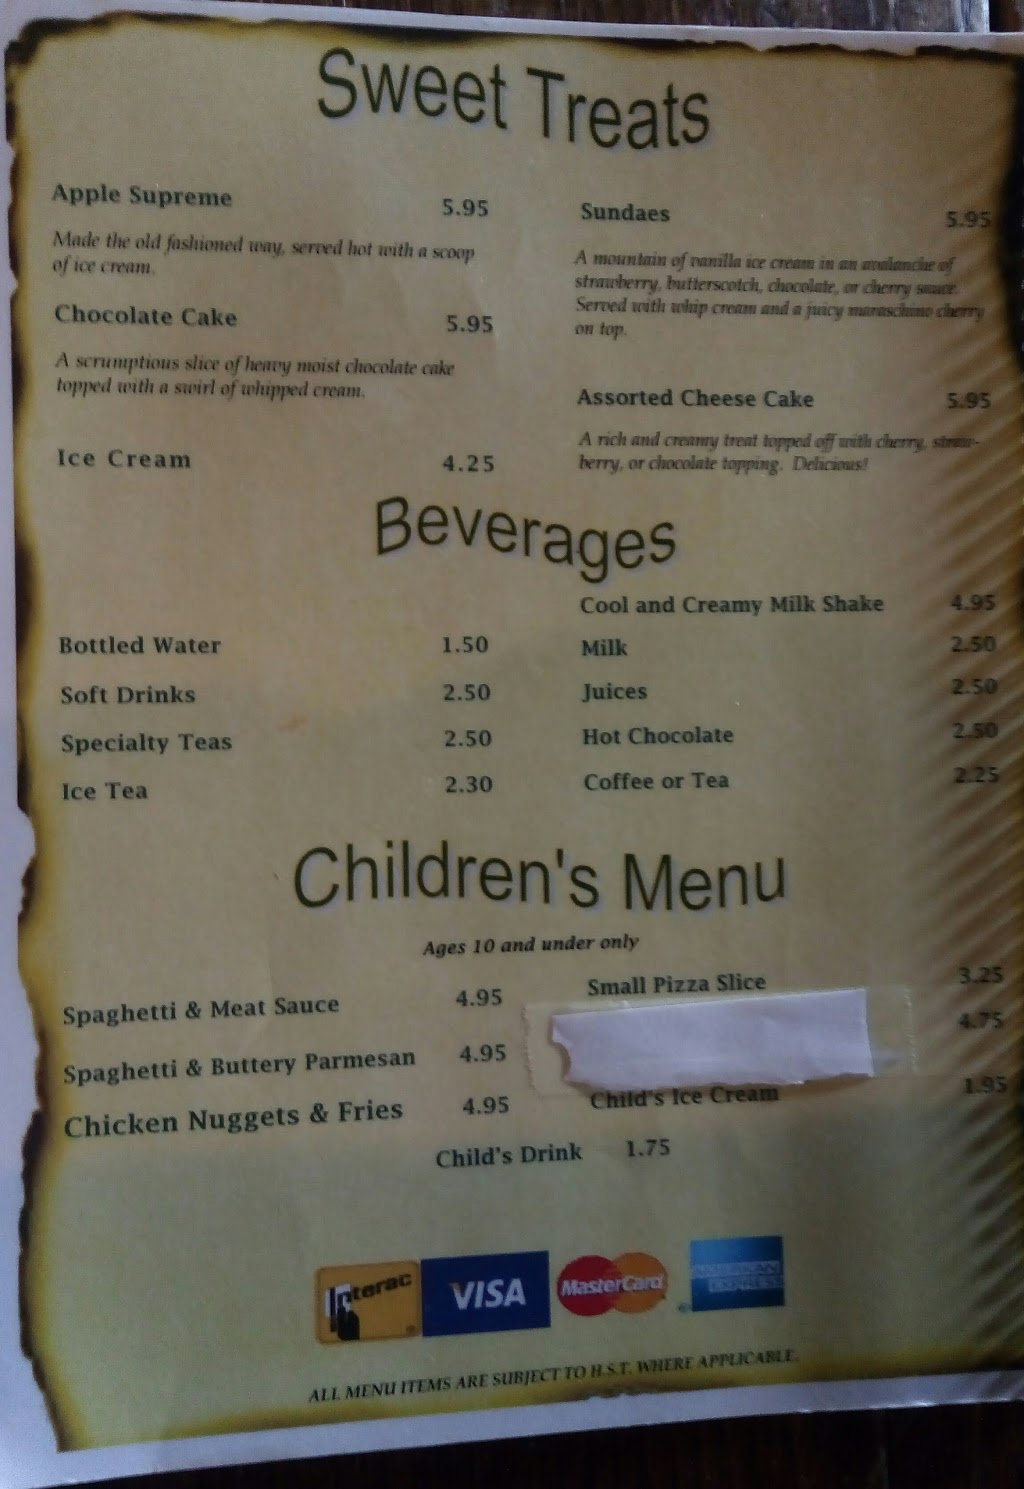 Sweet Treats
Apple Supreme 5.95
Made the old fashioned way, served hot with a scoop
of ice cream.
Chocolate Cake 5.95
A scrumptious slice of heavy moist chocolate cake
topped with a swirl of whipped cream.
Ice Cream 4.25
Sundaes 5.95
A mountain of vanilla ice cream in an avalanche of
strawberry, butterscotch, chocolate, or cherry sauce.
Served with whip cream and a juicy maraschino cherry
on top.
Assorted Cheese Cake 5.95
A rich and creamy treat topped off with cherry, straw-
berry, or chocolate topping. Delicious!
Beverages
Bottled Water 1.50
Soft Drinks 2.50
Specialty Teas 2.50
Ice Tea 2.30
Cool and Creamy Milk Shake 4.95
Milk 2.50
Juices 2.50
Hot Chocolate 2.50
Coffee or Tea 2.25
Children's Menu
Ages 10 and under only
Spaghetti & Meat Sauce 4.95
Spaghetti & Buttery Parmesan 4.95
Chicken Nuggets & Fries 4.95
Small Pizza Slice 3.25
4.75
Child's Ice Cream 1.95
Child's Drink 1.75
Interac VISA MasterCard AMERICAN EXPRESS
ALL MENU ITEMS ARE SUBJECT TO H.S.T. WHERE APPLICABLE.